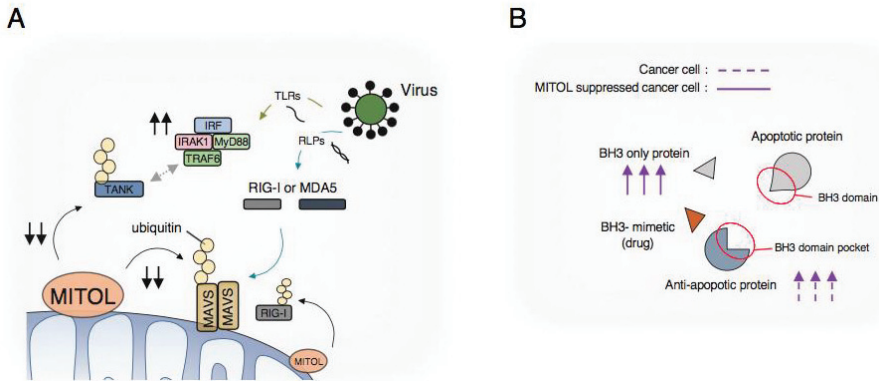 A
Virus
TLRs
IRF
IRAK1
MyD88
TRAF6
RLPs
TANK
RIG-I or MDA5
ubiquitin
MITOL
MAVS
MAVS
RIG-I
MITOL
B
Cancer cell :
MITOL suppressed cancer cell :
Apoptotic protein
BH3 only protein
BH3 domain
BH3- mimetic
(drug)
BH3 domain pocket
Anti-apopotic protein